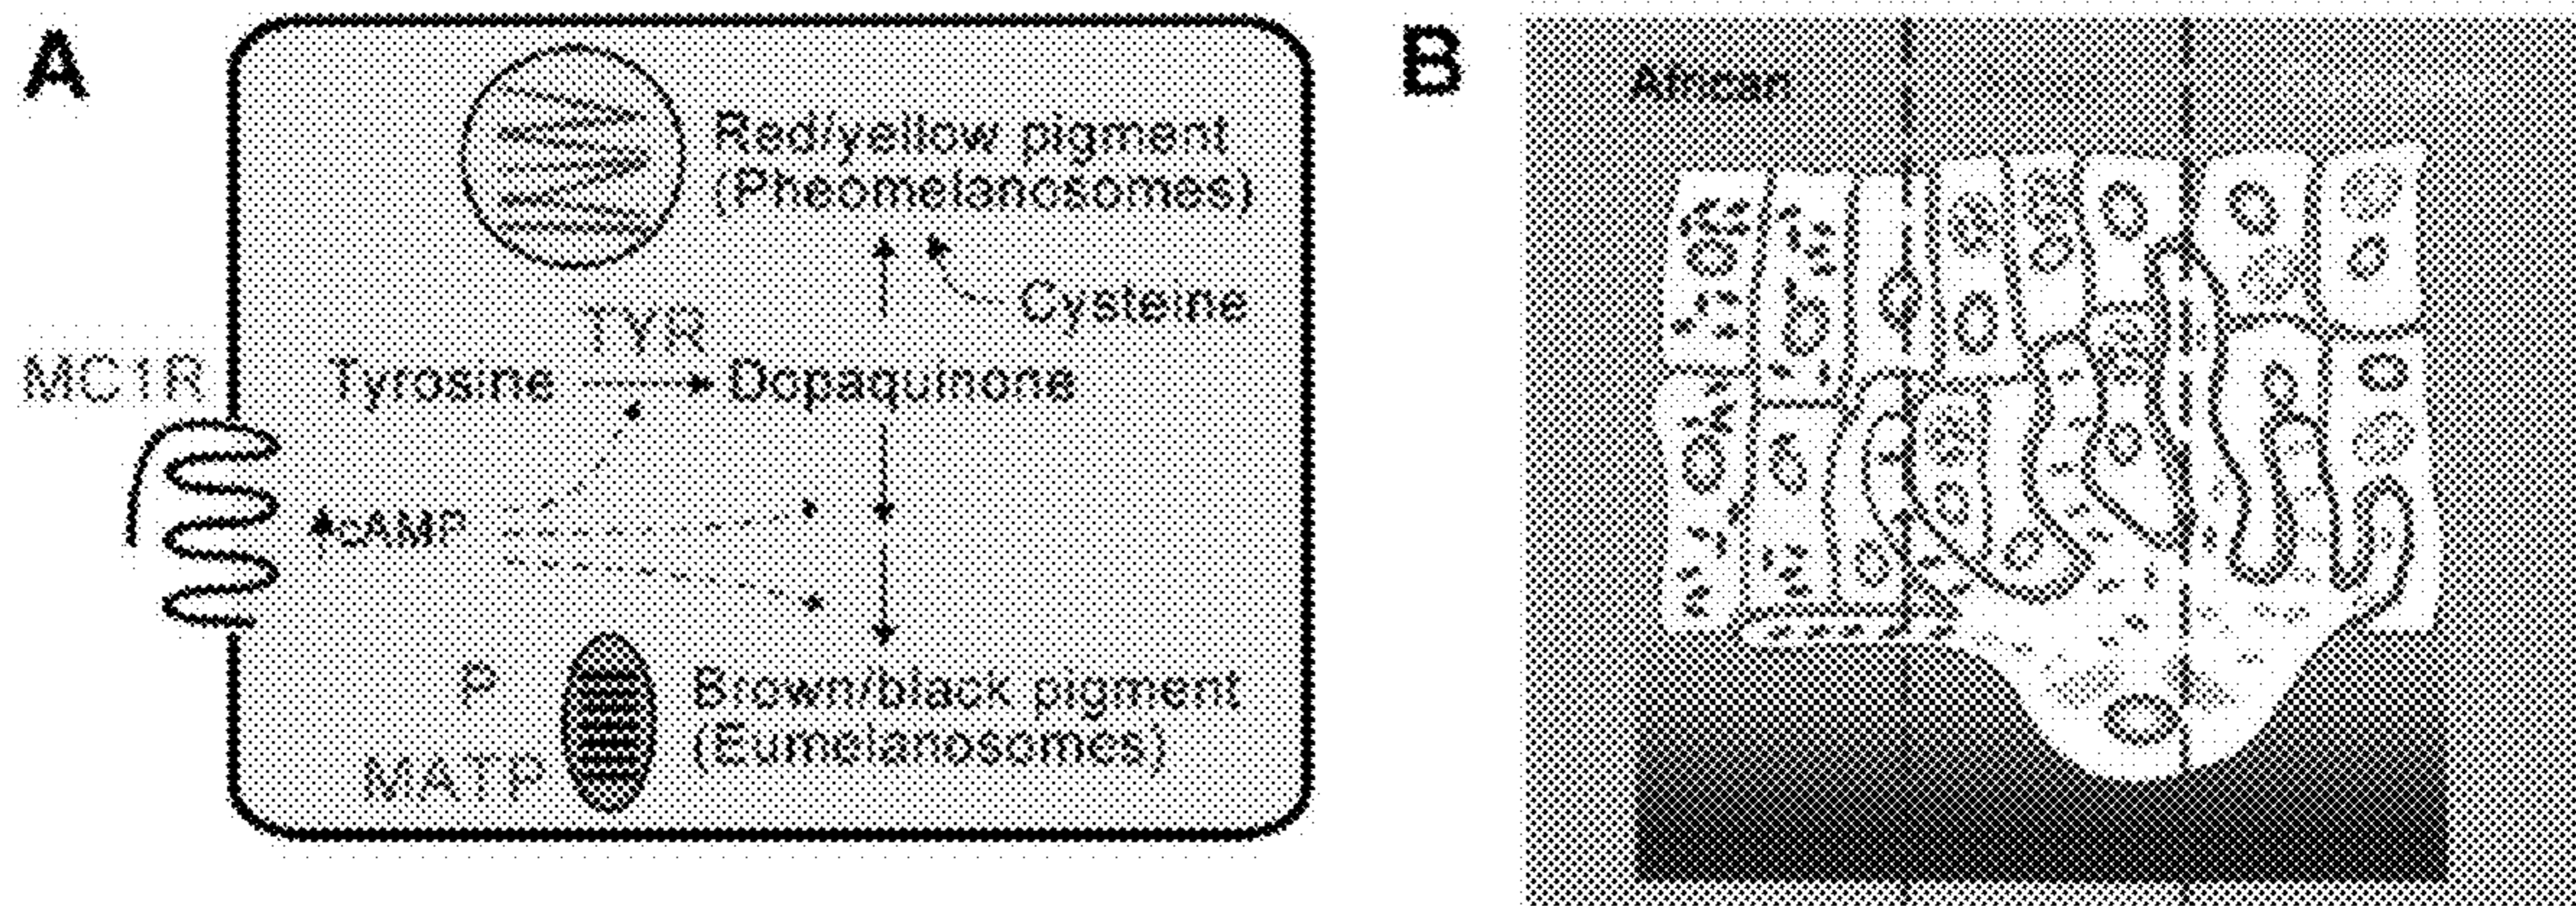 A
Red/yellow pigment
(Pheomelanosomes)
Cysteine
TYR
MC1R
Tyrosine
Dopaquinone
cAMP
P
Brown/black pigment
(Eumelanosomes)
MATP
B
African